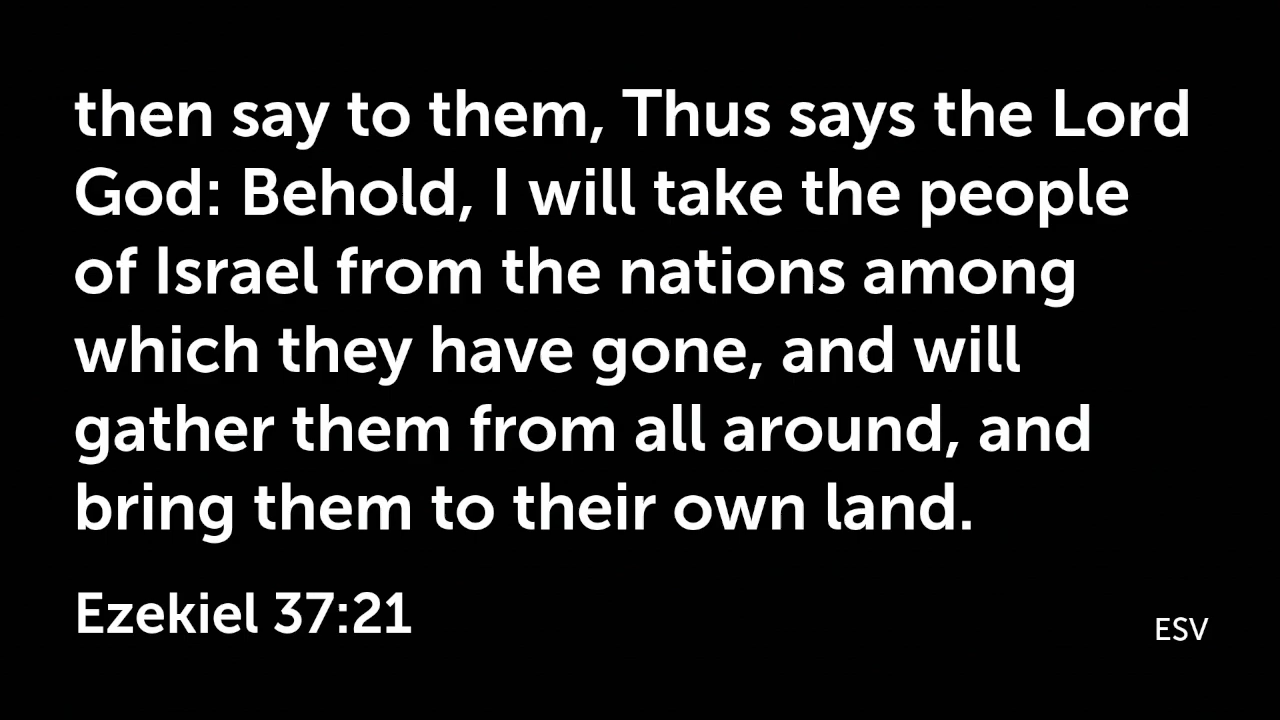 then say to them, Thus says the Lord
God: Behold, I will take the people
of Israel from the nations among
which they have gone, and will
gather them from all around, and
bring them to their own land.
Ezekiel 37:21
ESV